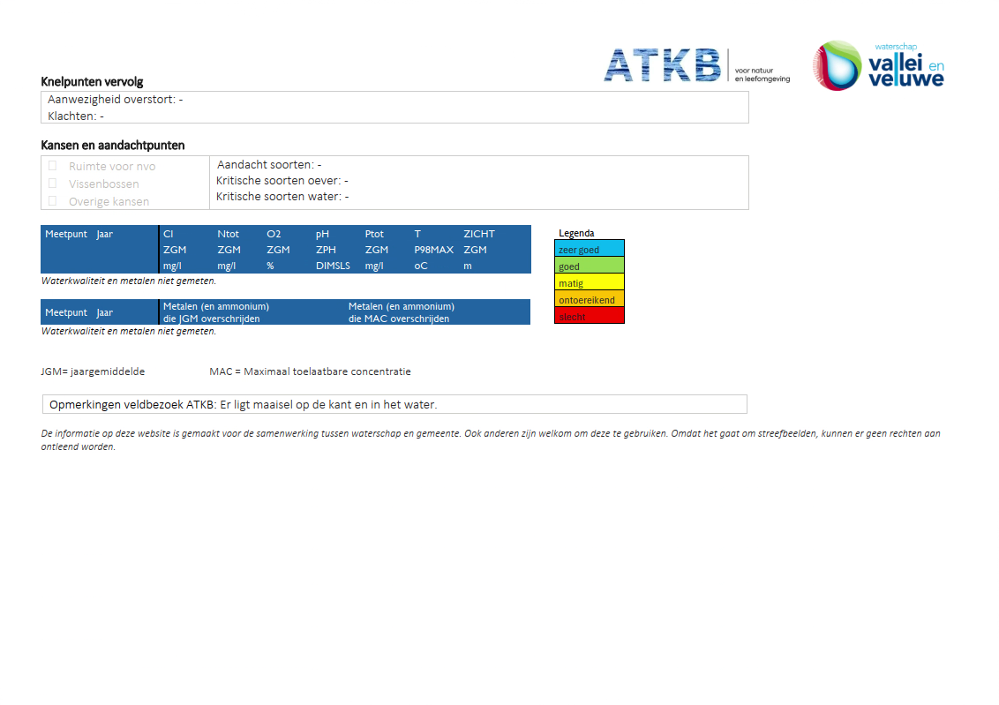 ATKB
voor natuur
en leefomgeving
waterschap
vallei en
veluwe
Knelpunten vervolg
Aanwezigheid overstort: -
Klachten: -
Kansen en aandachtpunten
Ruimte voor nvo
Vissenbossen
Overige kansen
Aandacht soorten: -
Kritische soorten oever: -
Kritische soorten water: -
Meetpunt Jaar Cl Ntot O2 pH Ptot T ZICHT
ZGM ZGM ZGM ZPH ZGM P98MAX ZGM
mg/l mg/l % DIMSLS mg/l oC m
Waterkwaliteit en metalen niet gemeten.
Legenda
zeer goed
goed
matig
ontoereikend
slecht
Meetpunt Jaar
Metalen (en ammonium)
die JGM overschrijden
Metalen (en ammonium)
die MAC overschrijden
Waterkwaliteit en metalen niet gemeten.
JGM= jaargemiddelde MAC = Maximaal toelaatbare concentratie
Opmerkingen veldbezoek ATKB: Er ligt maaisel op de kant en in het water.
De informatie op deze website is gemaakt voor de samenwerking tussen waterschap en gemeente. Ook anderen zijn welkom om deze te gebruiken. Omdat het gaat om streefbeelden, kunnen er geen rechten aan
ontleend worden.